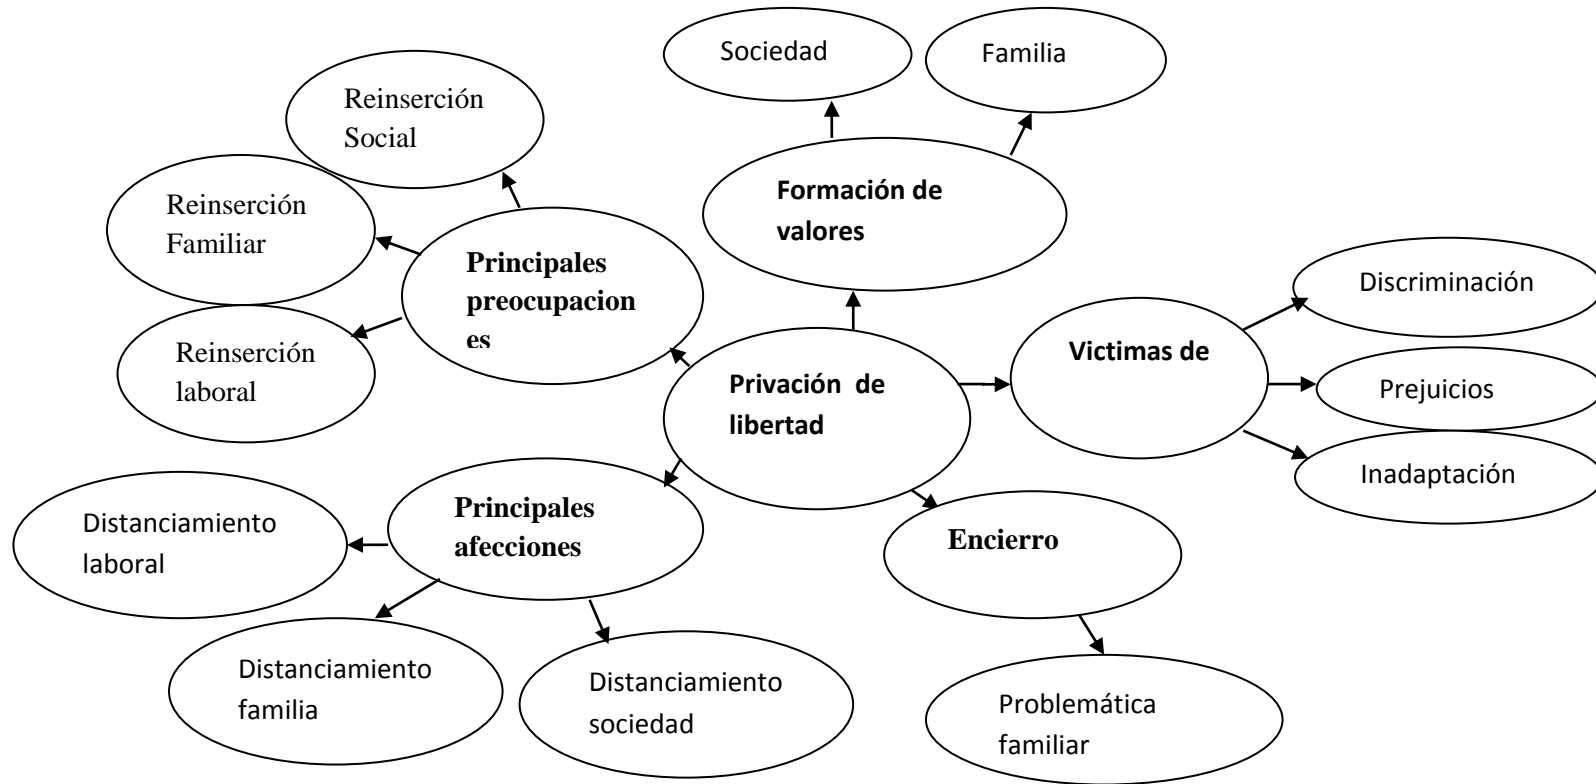 Sociedad
Familia
Reinserción
Social
Reinserción
Familiar
Reinserción
laboral
Principales
preocupacion
es
Formación de
valores
Discriminación
Victimas de
Prejuicios
Inadaptación
Privación  de
libertad
Principales
afecciones
Encierro
Distanciamiento
laboral
Distanciamiento
familia
Distanciamiento
sociedad
Problemática
familiar